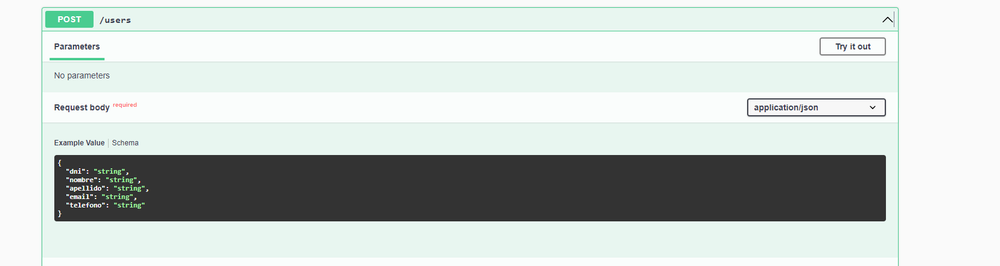 POST /users
Parameters
Try it out
No parameters
Request body required
application/json
Example Value | Schema
{
  "dni": "string",
  "nombre": "string",
  "apellido": "string",
  "email": "string",
  "telefono": "string"
}